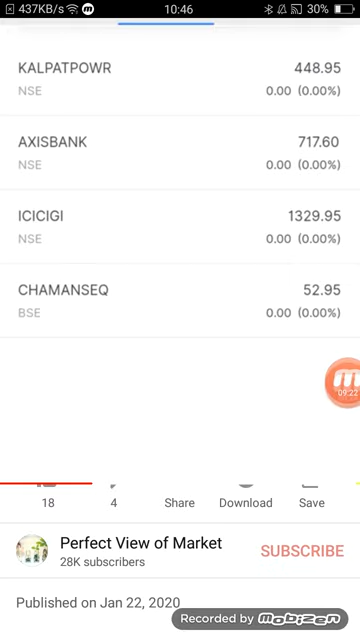 437KB/s 10:46 30%
KALPATPOWR 448.95
NSE 0.00 (0.00%)
AXISBANK 717.60
NSE 0.00 (0.00%)
ICICIGI 1329.95
NSE 0.00 (0.00%)
CHAMANSEQ 52.95
BSE 0.00 (0.00%)
09:22
18 4 Share Download Save
Perfect View of Market
SUBSCRIBE
28K subscribers
Published on Jan 22, 2020
Recorded by Mobizen